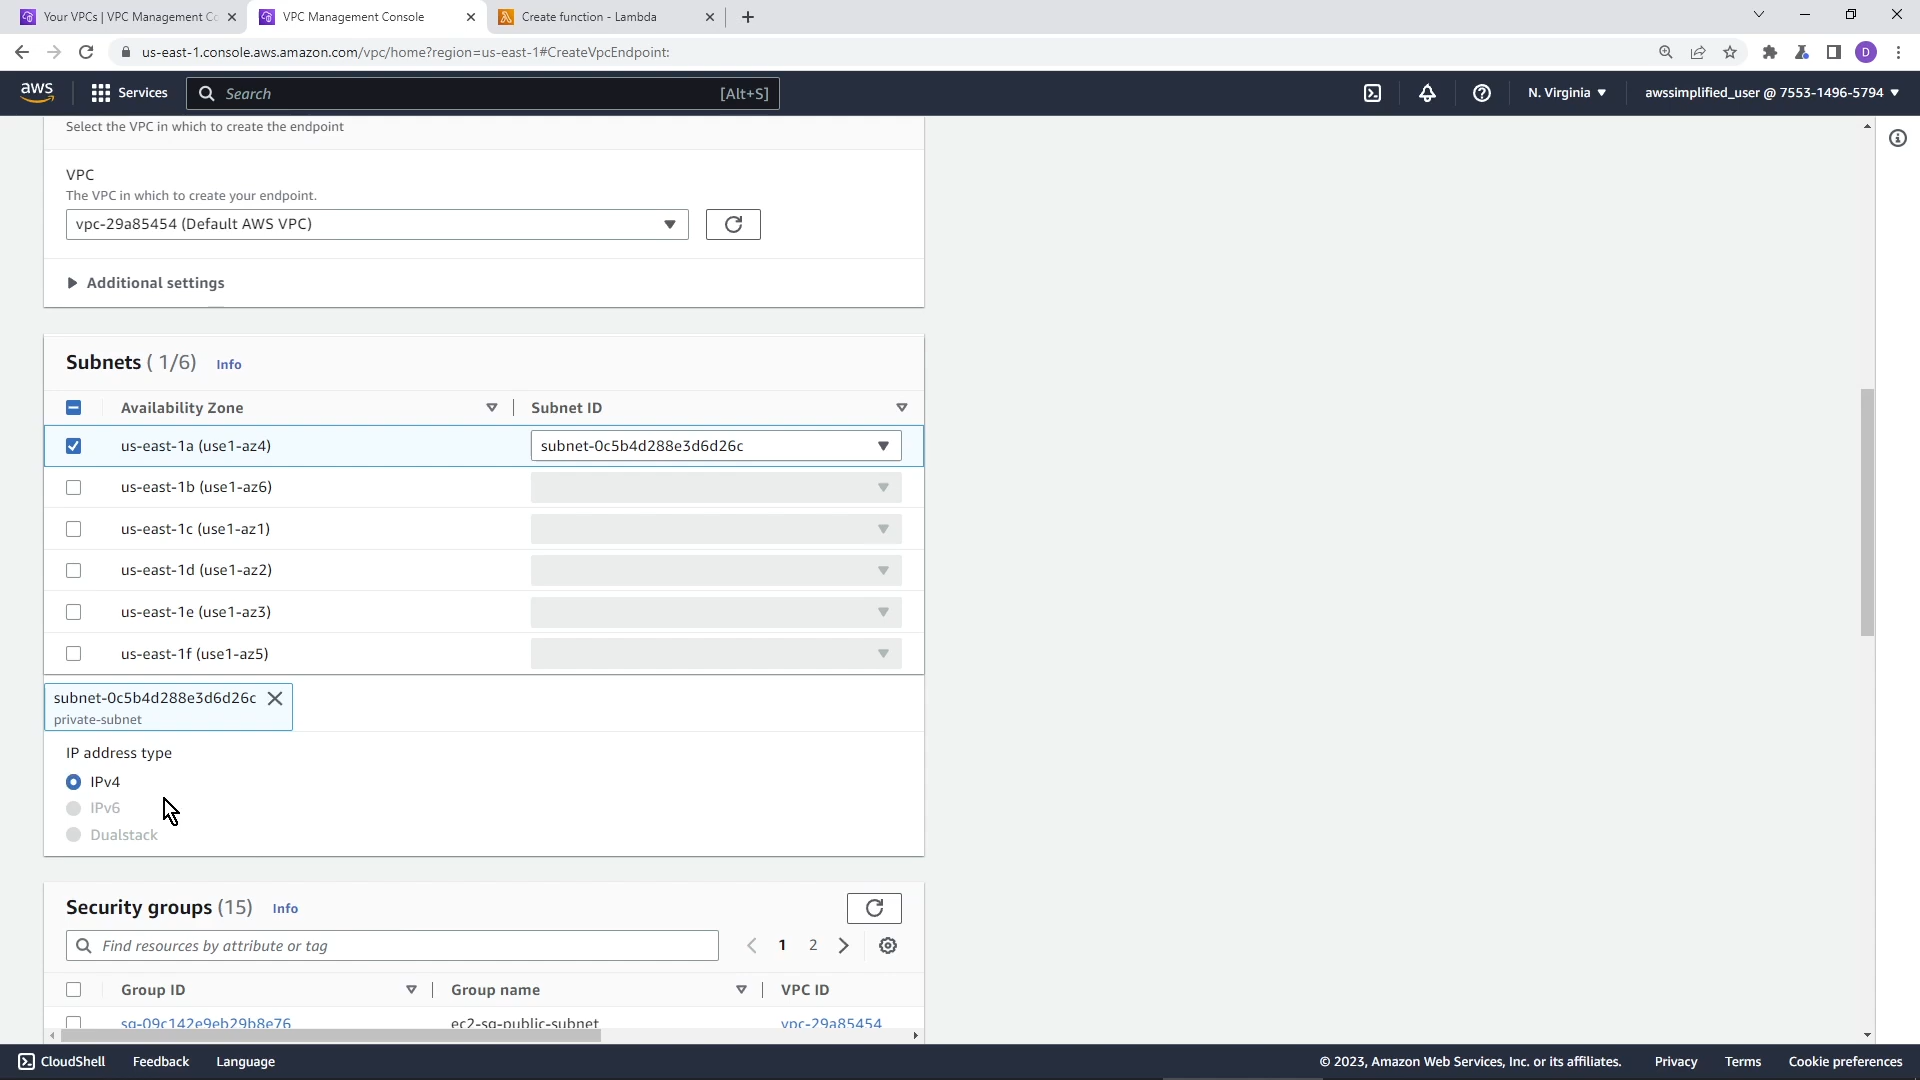 Your VPCs | VPC Management Co
VPC Management Console
Create function - Lambda
us-east-1.console.aws.amazon.com/vpc/home?region=us-east-1#CreateVpcEndpoint:
D
aws
Services
Search
[Alt+S]
N. Virginia
awssimplified_user @ 7553-1496-5794
Select the VPC in which to create the endpoint
VPC
The VPC in which to create your endpoint.
vpc-29a85454 (Default AWS VPC)
Additional settings
Subnets ( 1/6) Info
Availability Zone
Subnet ID
us-east-1a (use1-az4)
subnet-0c5b4d288e3d6d26c
us-east-1b (use1-az6)
us-east-1c (use1-az1)
us-east-1d (use1-az2)
us-east-1e (use1-az3)
us-east-1f (use1-az5)
subnet-0c5b4d288e3d6d26c
private-subnet
IP address type
IPv4
IPv6
Dualstack
Security groups (15) Info
Find resources by attribute or tag
1 2
Group ID
Group name
VPC ID
sg-09c142e9eb29b8e76
ec2-sg-public-subnet
vpc-29a85454
CloudShell
Feedback
Language
© 2023, Amazon Web Services, Inc. or its affiliates.
Privacy
Terms
Cookie preferences